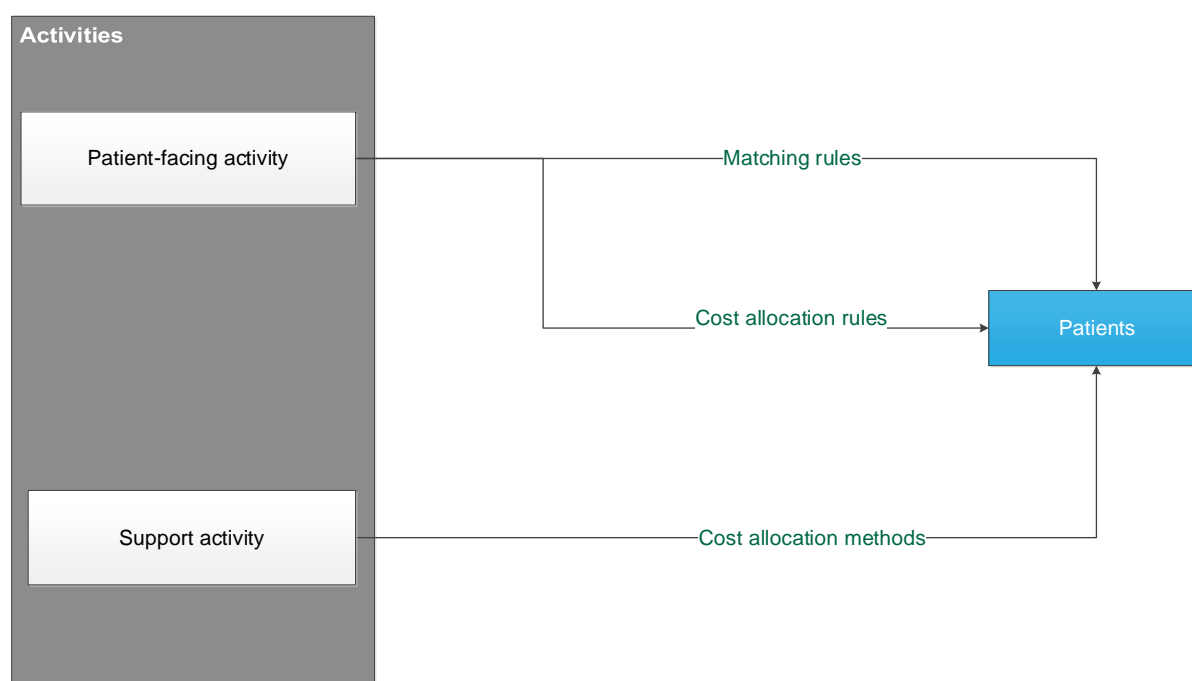 Activities
Patient-facing activity
Matching rules
Cost allocation rules
Patients
Support activity
Cost allocation methods